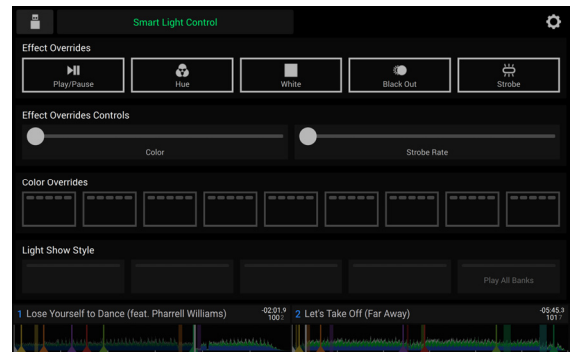 Smart Light Control
Effect Overrides
Play/Pause
Hue
White
Black Out
Strobe
Effect Overrides Controls
Color
Strobe Rate
Color Overrides
Light Show Style
Play All Banks
1 Lose Yourself to Dance (feat. Pharrell Williams)
-02:01.9
100.2
2 Let's Take Off (Far Away)
-05:45.3
101.7